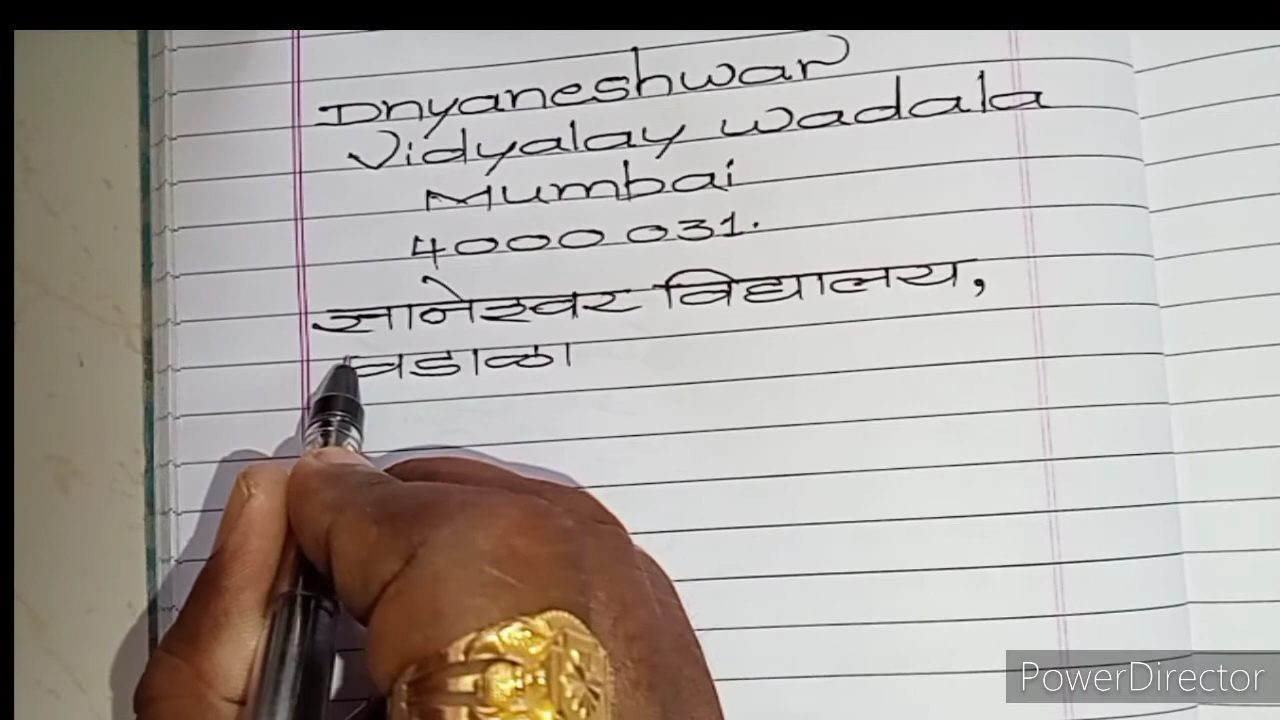 Dnyaneshwar
Vidyalay Wadala
Mumbai
4000 031.
ज्ञानेश्वर विद्यालय,
वडाळा
PowerDirector